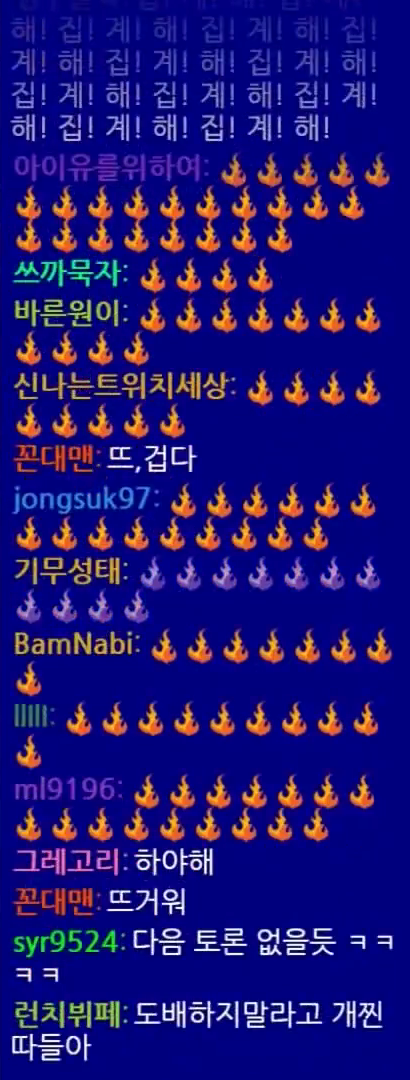 해! 집! 계! 해! 집! 계! 해! 집!
계! 해! 집! 계! 해! 집! 계! 해!
집! 계! 해! 집! 계! 해! 집! 계!
해! 집! 계! 해! 집! 계! 해!
아이유를위하여:
쓰까묵자:
바른원이:
신나는트위치세상:
꼰대맨: 뜨,겁다
jongsuk97:
기무성태:
BamNabi:
lllll:
ml9196:
그레고리: 하야해
꼰대맨: 뜨거워
syr9524: 다음 토론 없을듯 ㅋㅋ
ㅋㅋ
런치뷔페: 도배하지말라고 개찐
따들아